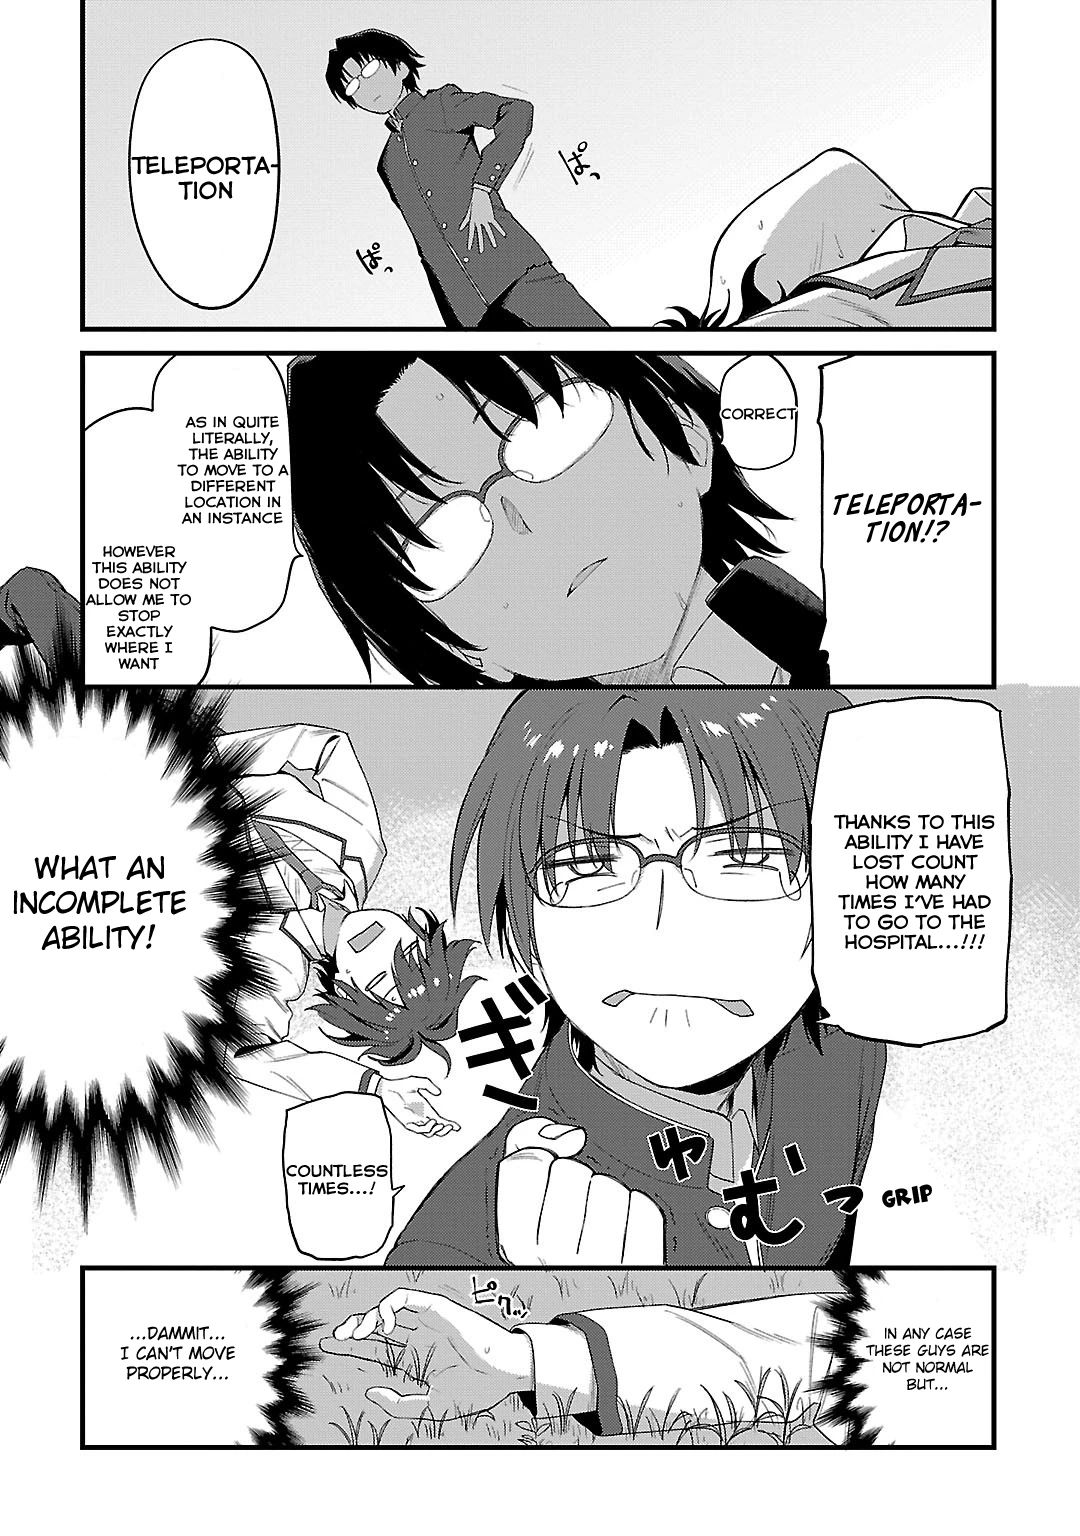 TELEPORTA-
TION
ぱっ
ぱっ
TELEPORTA-
TION!?
CORRECT
AS IN QUITE
LITERALLY,
THE ABILITY
TO MOVE TO A
DIFFERENT
LOCATION IN
AN INSTANCE
HOWEVER
THIS ABILITY
DOES NOT
ALLOW ME TO
STOP
EXACTLY
WHERE I
WANT
THANKS TO THIS
ABILITY I HAVE
LOST COUNT
HOW MANY
TIMES I'VE HAD
TO GO TO THE
HOSPITAL...!!!
ぎゅむっ
GRIP
COUNTLESS
TIMES...!
WHAT AN
INCOMPLETE
ABILITY!
IN ANY CASE
THESE GUYS ARE
NOT NORMAL
BUT...
ピクッ
...DAMMIT...
I CAN'T MOVE
PROPERLY...